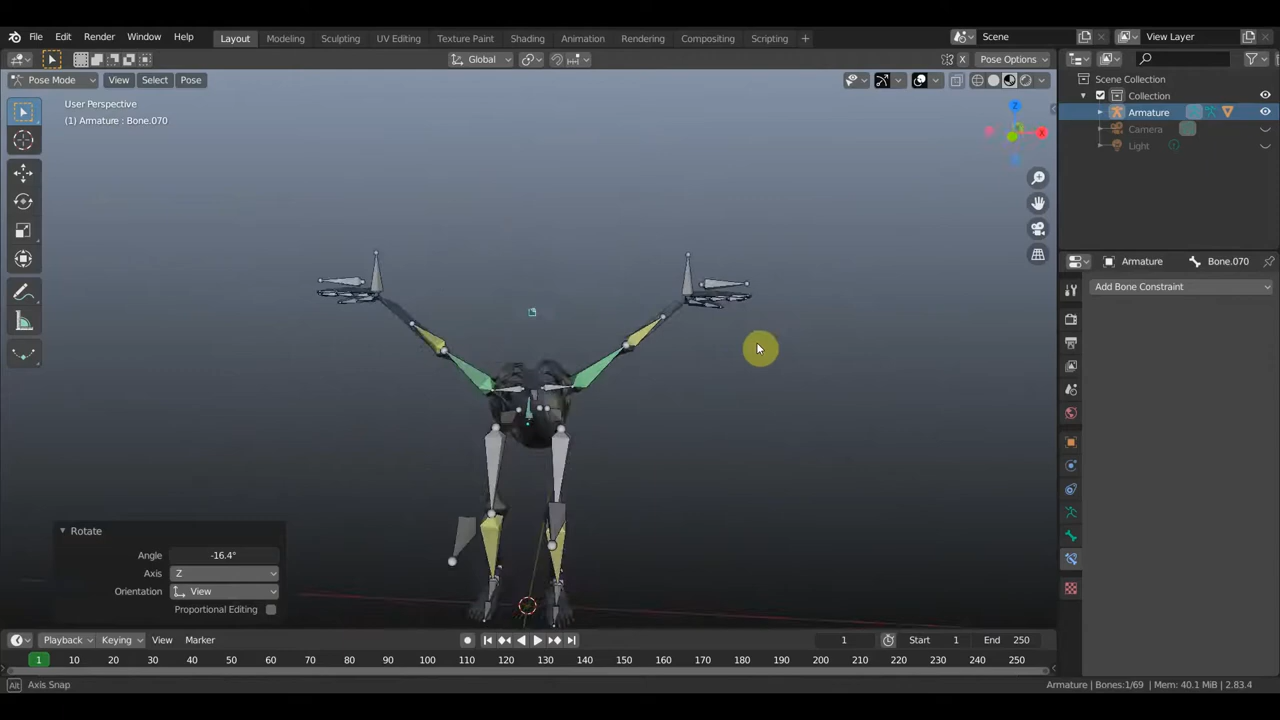 File Edit Render Window Help Layout Modeling Sculpting UV Editing Texture Paint Shading Animation Rendering Compositing Scripting + Scene View Layer
Global Pose Options
Pose Mode View Select Pose
User Perspective
(1) Armature : Bone.070
Z
X
X
Scene Collection
Collection
Armature
Camera
Light
Armature Bone.070
Add Bone Constraint
Rotate
Angle -16.4°
Axis Z
Orientation View
Proportional Editing
Playback Keying View Marker 1 Start 1 End 250
1 10 20 30 40 50 60 70 80 90 100 110 120 130 140 150 160 170 180 190 200 210 220 230 240 250
Alt Axis Snap Armature | Bones:1/69 | Mem: 40.1 MiB | 2.83.4